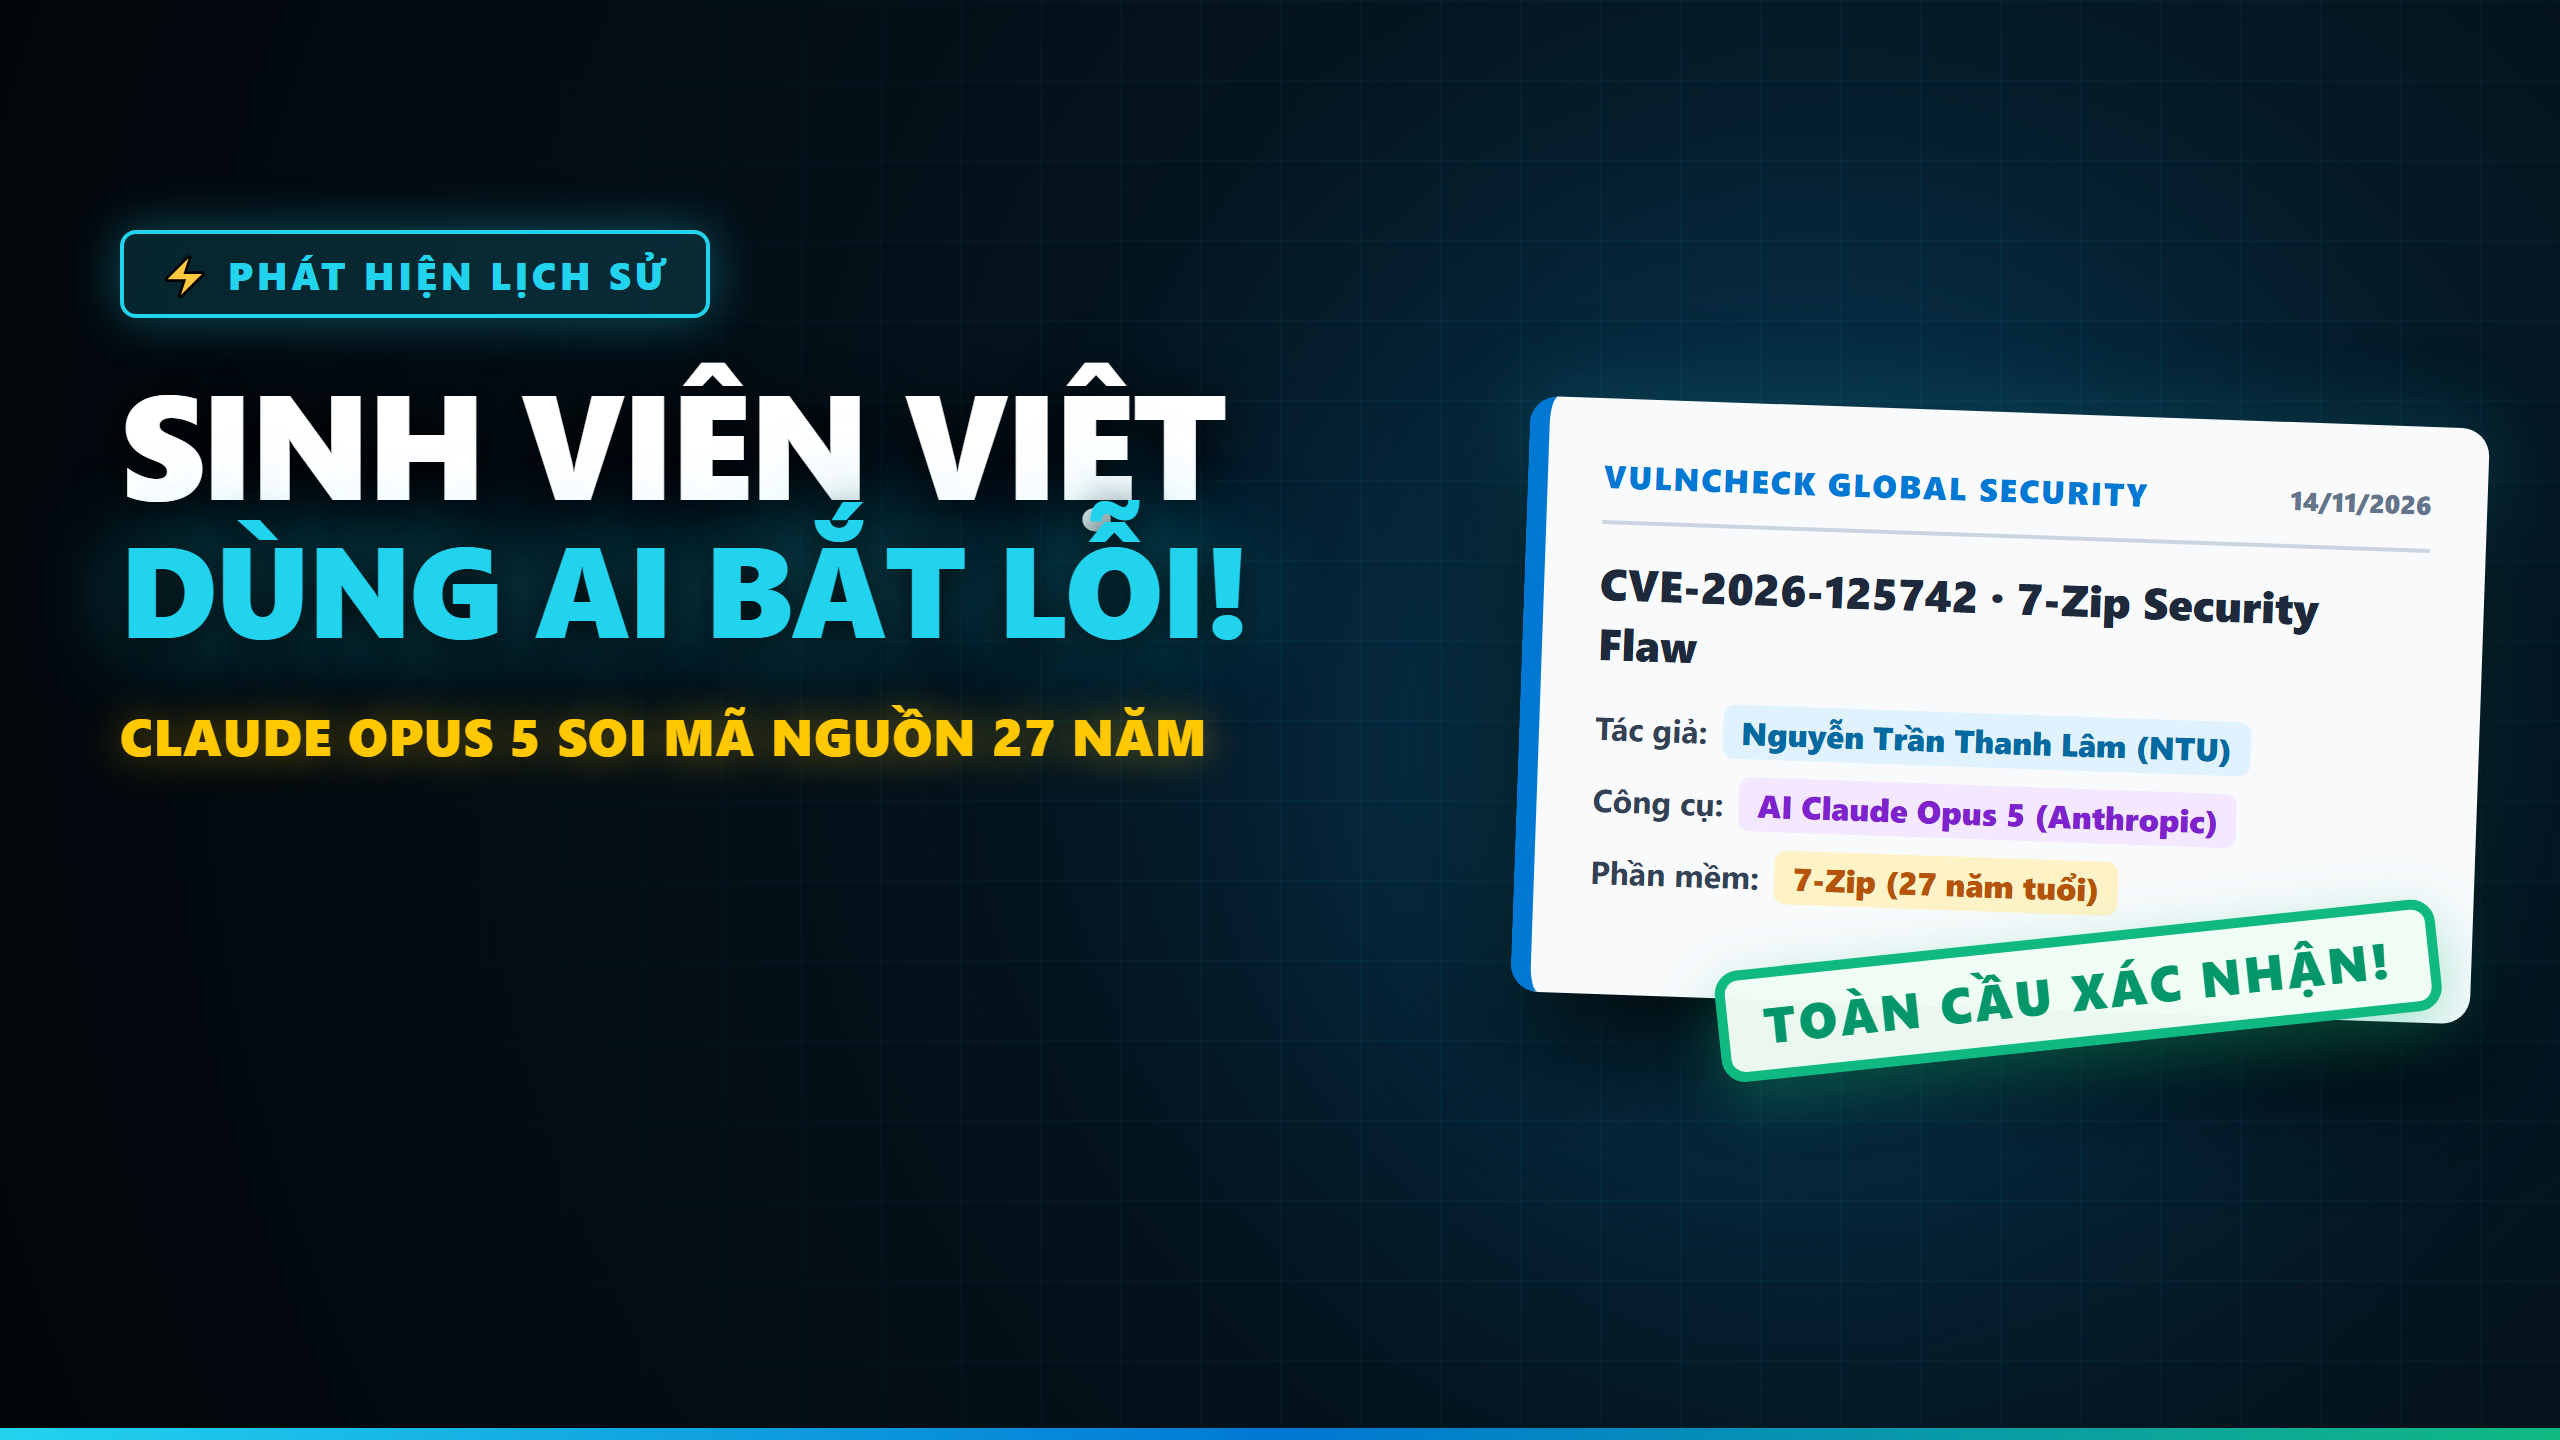 ⚡ PHÁT HIỆN LỊCH SỬ
SINH VIÊN VIỆT
DÙNG AI BẮT LỖI!
CLAUDE OPUS 5 SOI MÃ NGUỒN 27 NĂM
VULNCHECK GLOBAL SECURITY
14/11/2026
CVE-2026-125742 • 7-Zip Security
Flaw
Tác giả: Nguyễn Trần Thanh Lâm (NTU)
Công cụ: AI Claude Opus 5 (Anthropic)
Phần mềm: 7-Zip (27 năm tuổi)
TOÀN CẦU XÁC NHẬN!